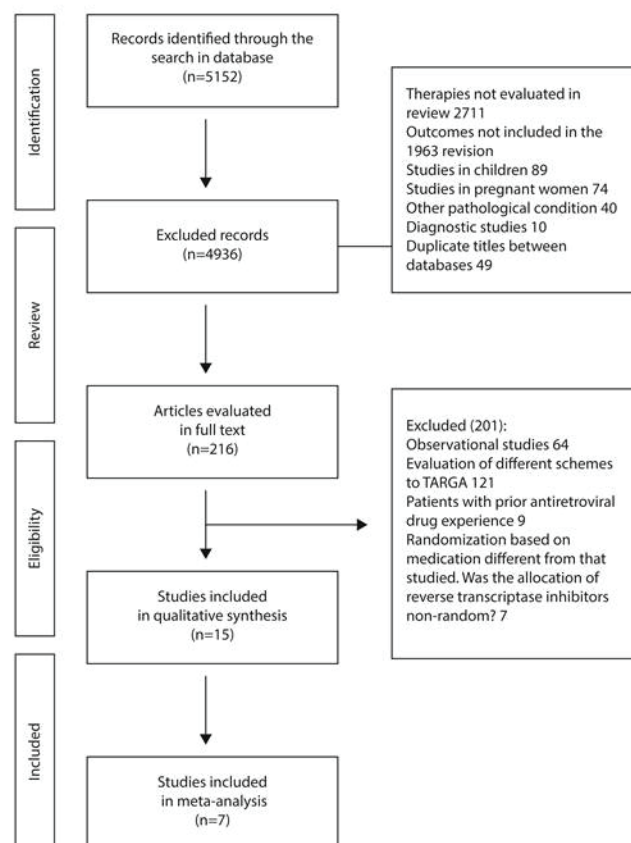 Identification
Records identified through the
search in database
(n=5152)
Therapies not evaluated in
review 2711
Outcomes not included in the
1963 revision
Studies in children 89
Studies in pregnant women 74
Other pathological condition 40
Diagnostic studies 10
Duplicate titles between
databases 49
Excluded records
(n=4936)
Review
Articles evaluated
in full text
(n=216)
Excluded (201):
Observational studies 64
Evaluation of different schemes
to TARGA 121
Patients with prior antiretroviral
drug experience 9
Randomization based on
medication different from that
studied. Was the allocation of
reverse transcriptase inhibitors
non-random? 7
Eligibility
Studies included
in qualitative synthesis
(n=15)
Included
Studies included
in meta-analysis
(n=7)